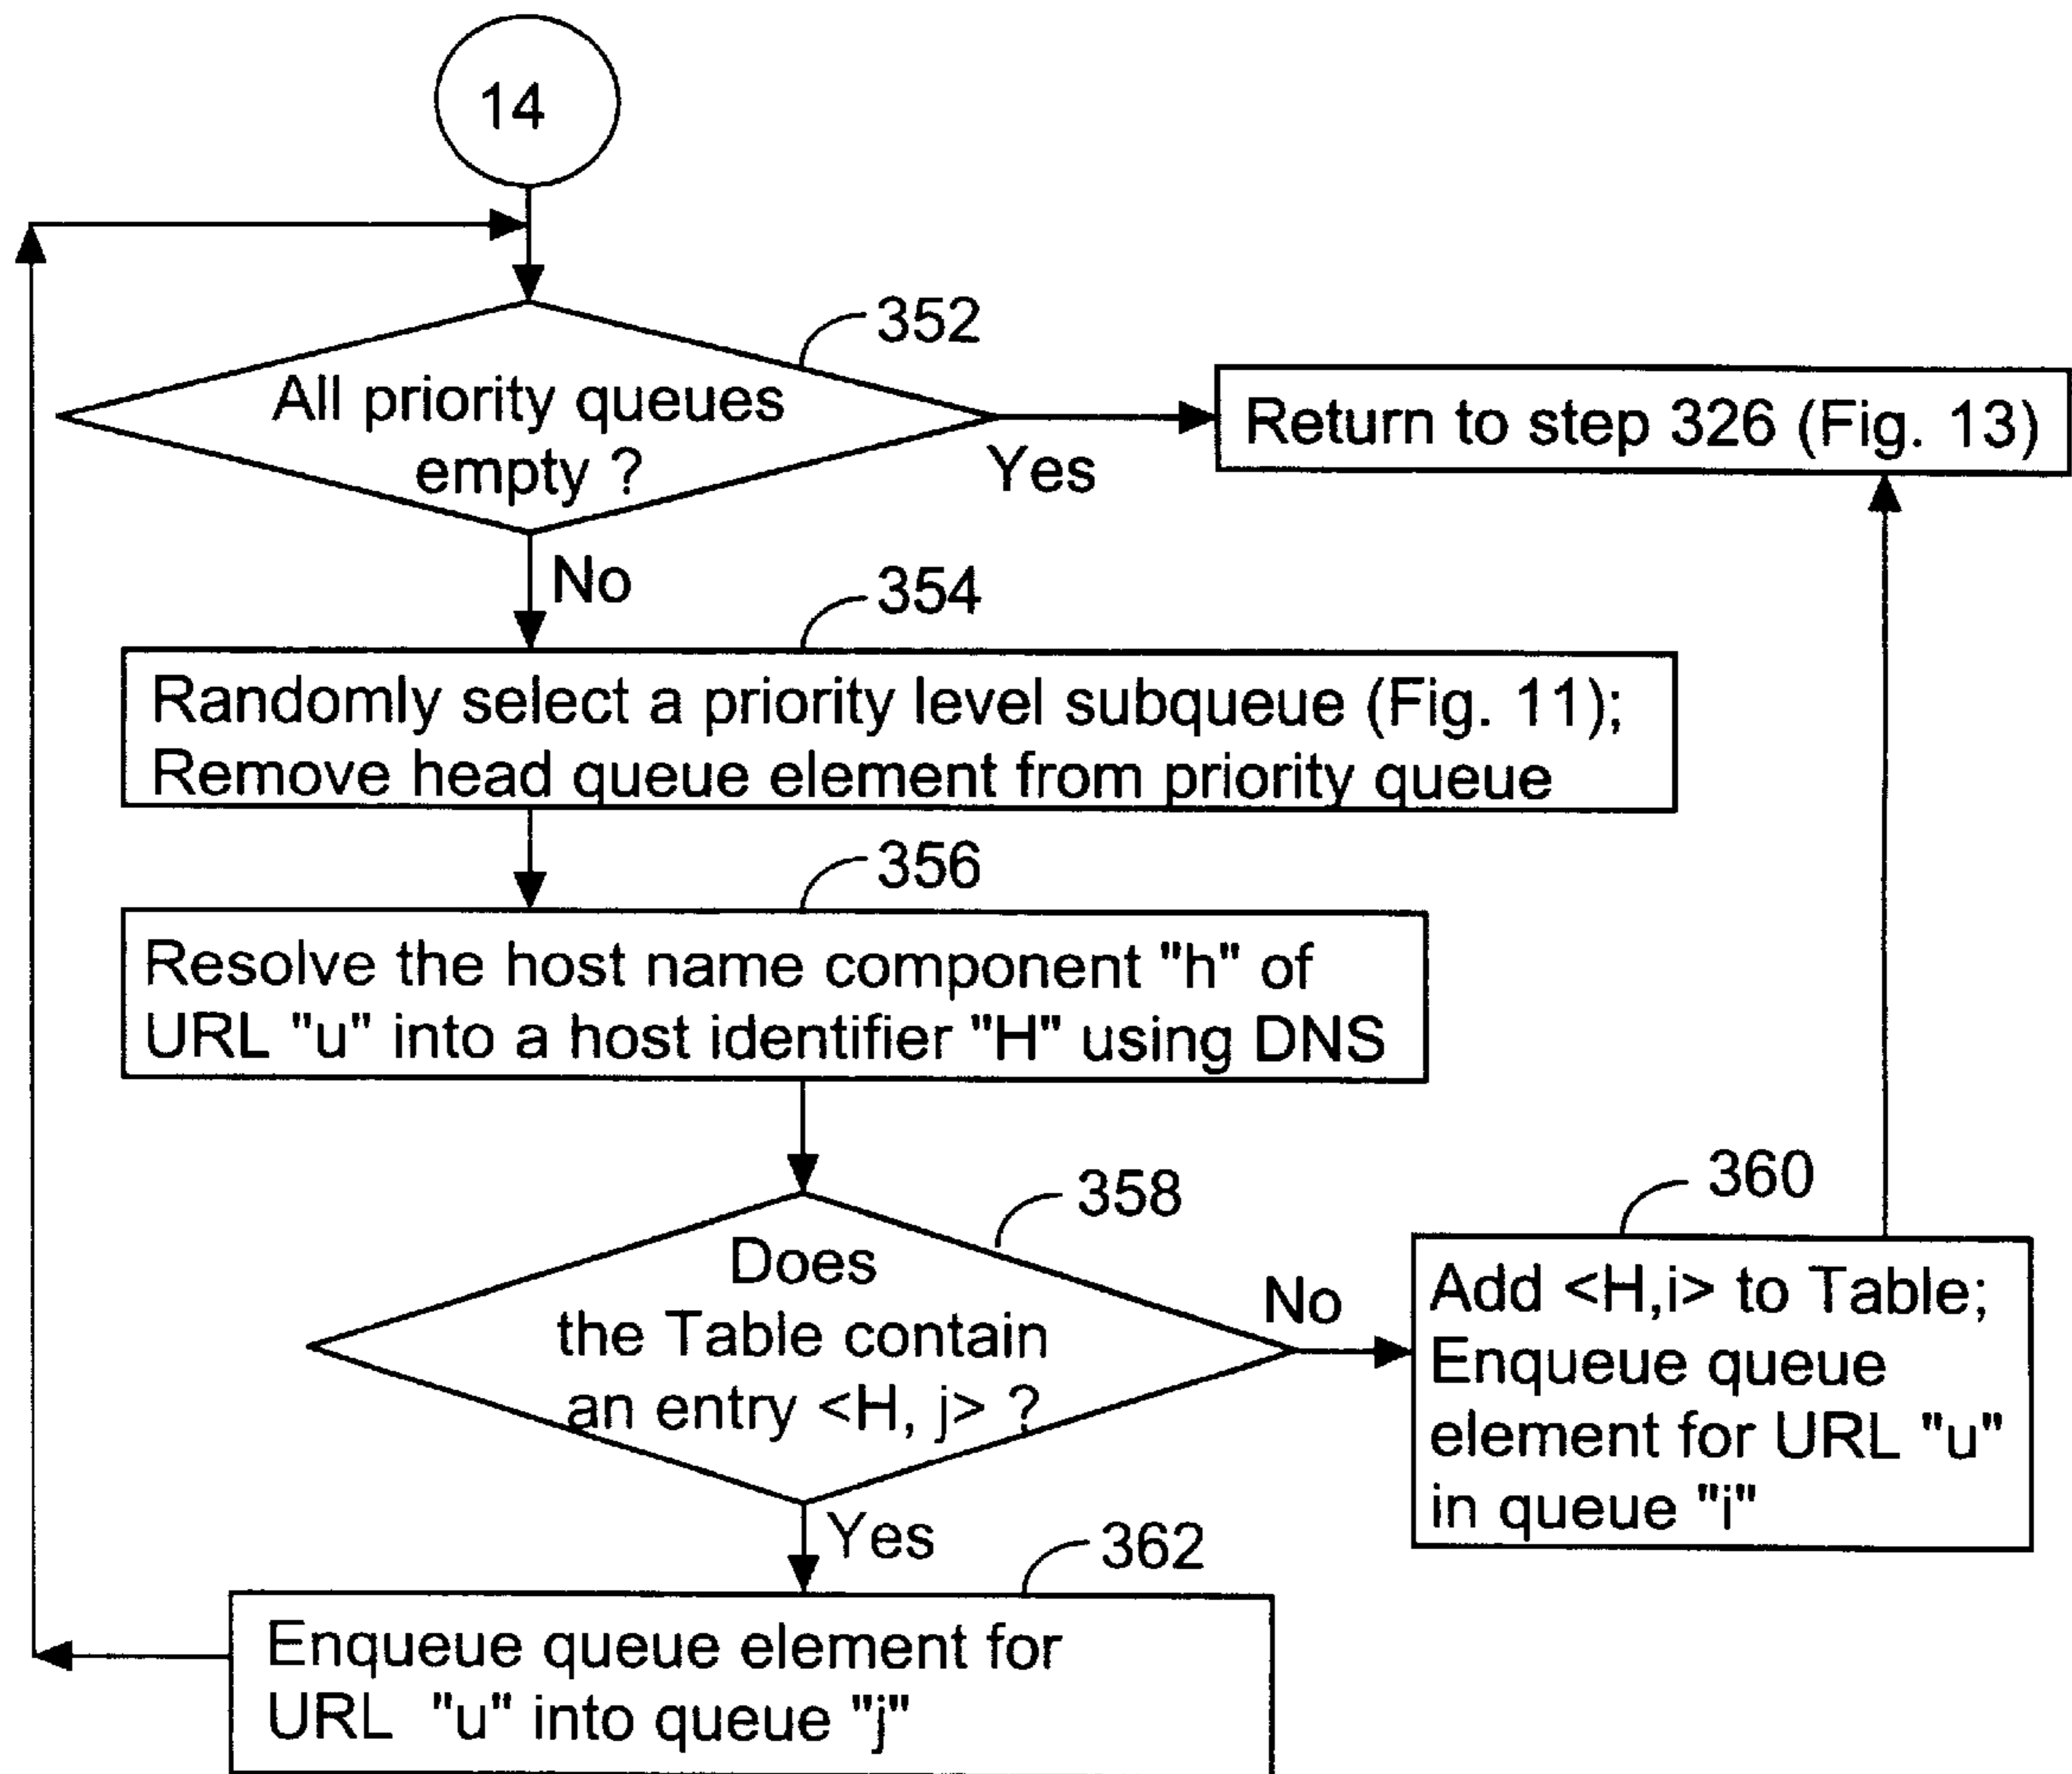 14
352
All priority queues
empty ?
Yes
Return to step 326 (Fig. 13)
No
354
Randomly select a priority level subqueue (Fig. 11);
Remove head queue element from priority queue
356
Resolve the host name component "h" of
URL "u" into a host identifier "H" using DNS
358
Does
the Table contain
an entry <H, j> ?
No
360
Add <H,i> to Table;
Enqueue queue
element for URL "u"
in queue "i"
Yes
362
Enqueue queue element for
URL "u" into queue "j"